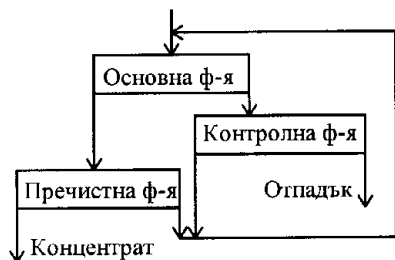 Основна ф-я
Контролна ф-я
Пречистна ф-я
Отпадък
Концентрат